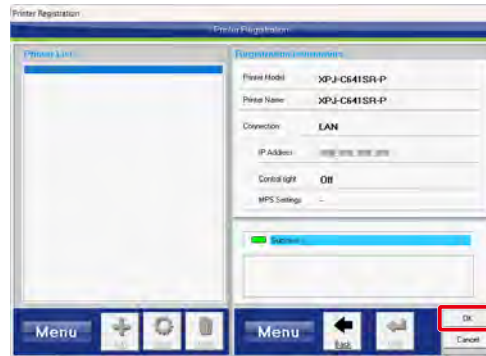 Printer Registration
Printer Registration
Printer List
Registration Information
Printer Model XPJ-C641SR-P
Printer Name XPJ-C641SR-P
Connection LAN
IP Address
Control light Off
MPS Settings -
Success
Menu
Menu
Back
OK
Cancel